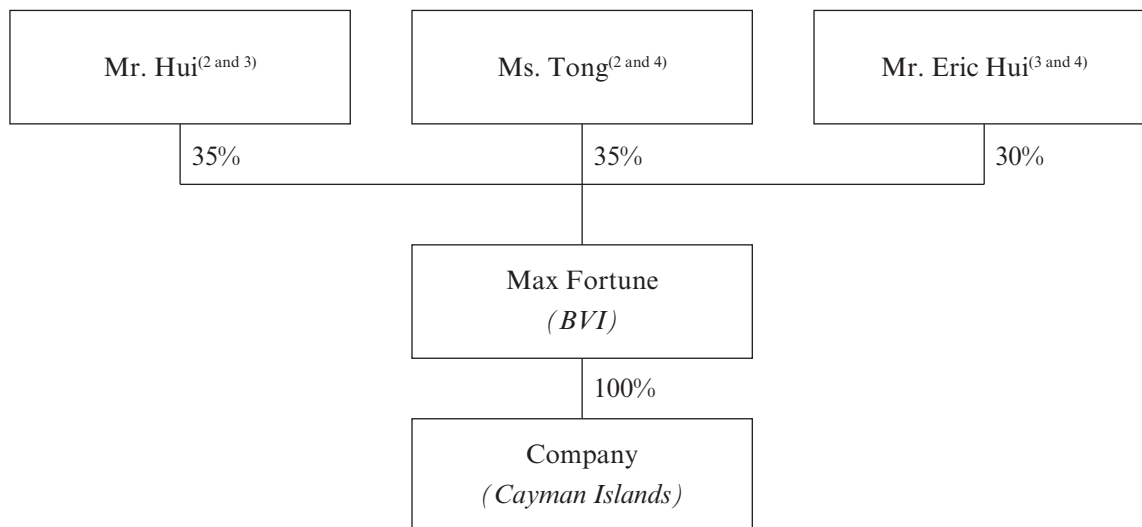 Mr. Hui(2 and 3)
Ms. Tong(2 and 4)
Mr. Eric Hui(3 and 4)
35%
35%
30%
Max Fortune
(BVI)
100%
Company
(Cayman Islands)